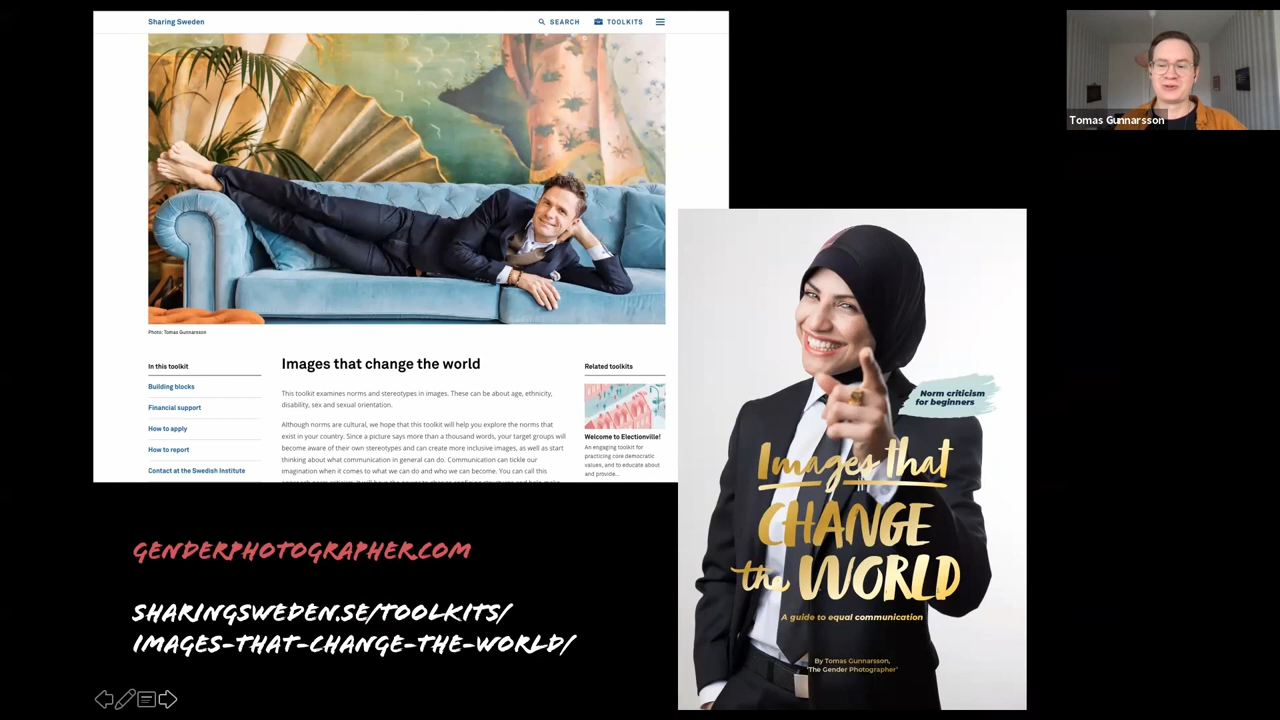 Sharing Sweden
SEARCH
TOOLKITS
Tomas Gunnarsson
Photo: Tomas Gunnarsson
In this toolkit
Building blocks
Financial support
How to apply
How to report
Contact at the Swedish Institute
Images that change the world
This toolkit examines norms and stereotypes in images. These can be about age, ethnicity,
disability, sex and sexual orientation.
Although norms are cultural, we hope that this toolkit will help you explore the norms that
exist in your country. Since a picture says more than a thousand words, your target groups will
become aware of their own stereotypes and can create more inclusive images, as well as start
thinking about what communication in general can do. Communication can tickle our
imagination when it comes to what we can do and who we can become. You can call this
Related toolkits
Welcome to Electionville!
An engaging toolkit for
practicing core democratic
values, and to educate about
and provide...
Norm criticism
for beginners
Images that
CHANGE
the WORLD
A guide to equal communication
By Tomas Gunnarsson,
'The Gender Photographer'
GENDERPHOTOGRAPHER.COM
SHARINGSWEDEN.SE/TOOLKITS/
IMAGES-THAT-CHANGE-THE-WORLD/